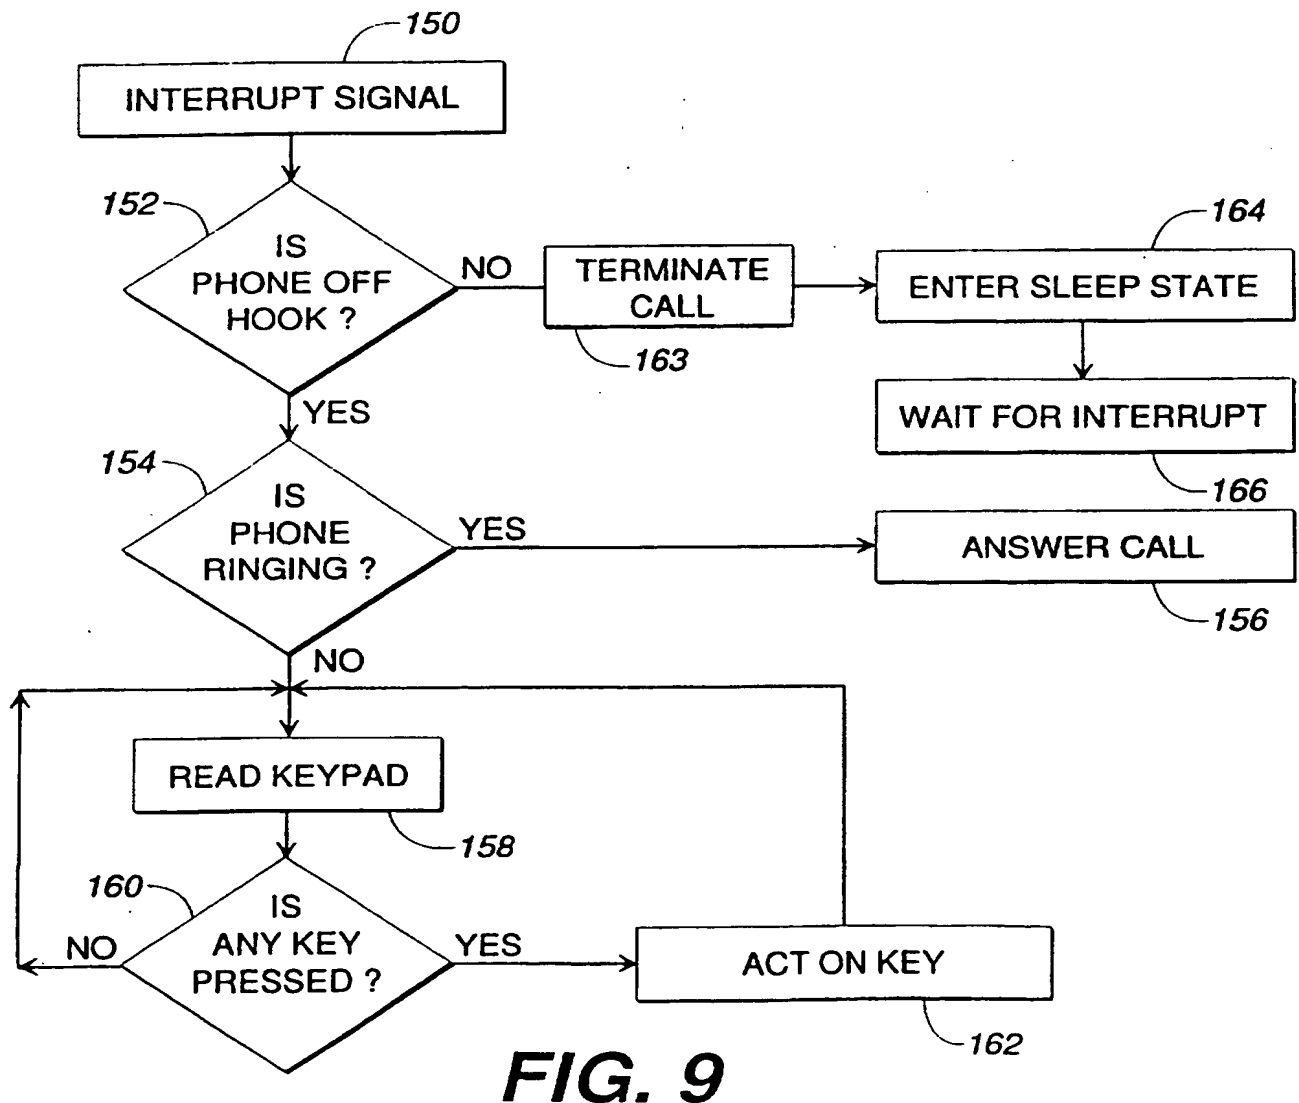 150
INTERRUPT SIGNAL
152
IS
PHONE OFF
HOOK ?
NO
TERMINATE
CALL
163
164
ENTER SLEEP STATE
YES
WAIT FOR INTERRUPT
166
154
IS
PHONE
RINGING ?
YES
ANSWER CALL
156
NO
READ KEYPAD
158
160
IS
ANY KEY
PRESSED ?
NO
YES
ACT ON KEY
162
FIG. 9